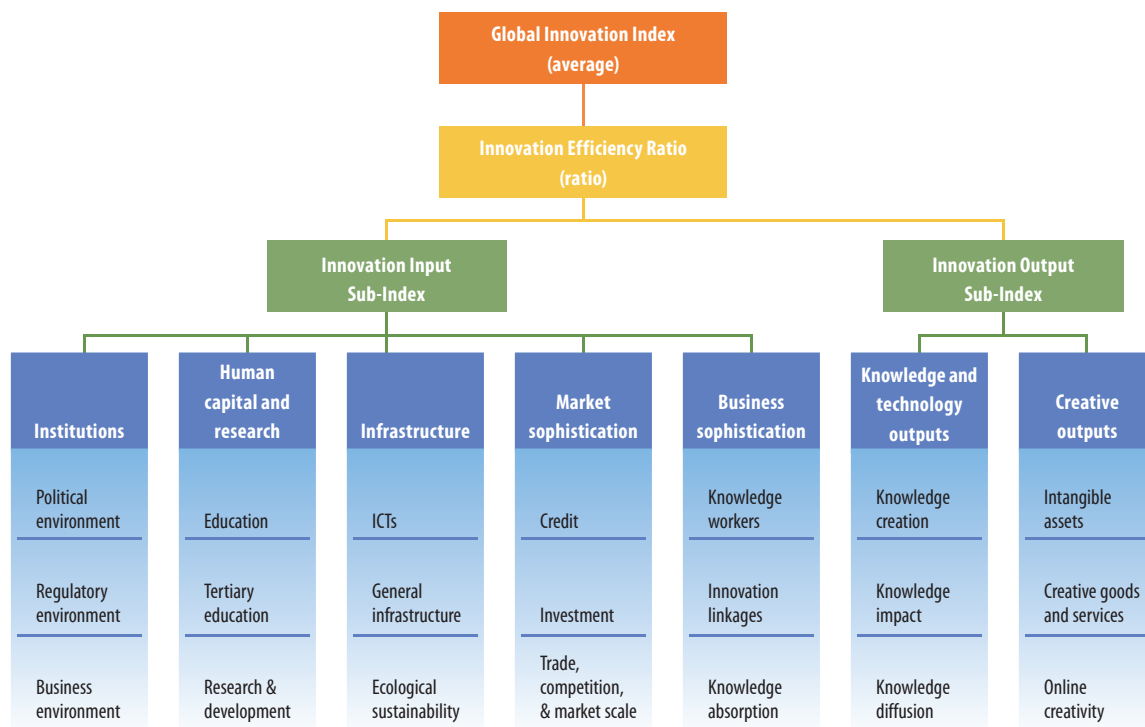 Global Innovation Index
(average)
Innovation Efficiency Ratio
(ratio)
Innovation Input
Sub-Index
Innovation Output
Sub-Index
Institutions
Human
capital and
research
Infrastructure
Market
sophistication
Business
sophistication
Knowledge and
technology
outputs
Creative
outputs
Political
environment
Education
ICTs
Credit
Knowledge
workers
Knowledge
creation
Intangible
assets
Regulatory
environment
Tertiary
education
General
infrastructure
Investment
Innovation
linkages
Knowledge
impact
Creative goods
and services
Business
environment
Research &
development
Ecological
sustainability
Trade,
competition,
& market scale
Knowledge
absorption
Knowledge
diffusion
Online
creativity